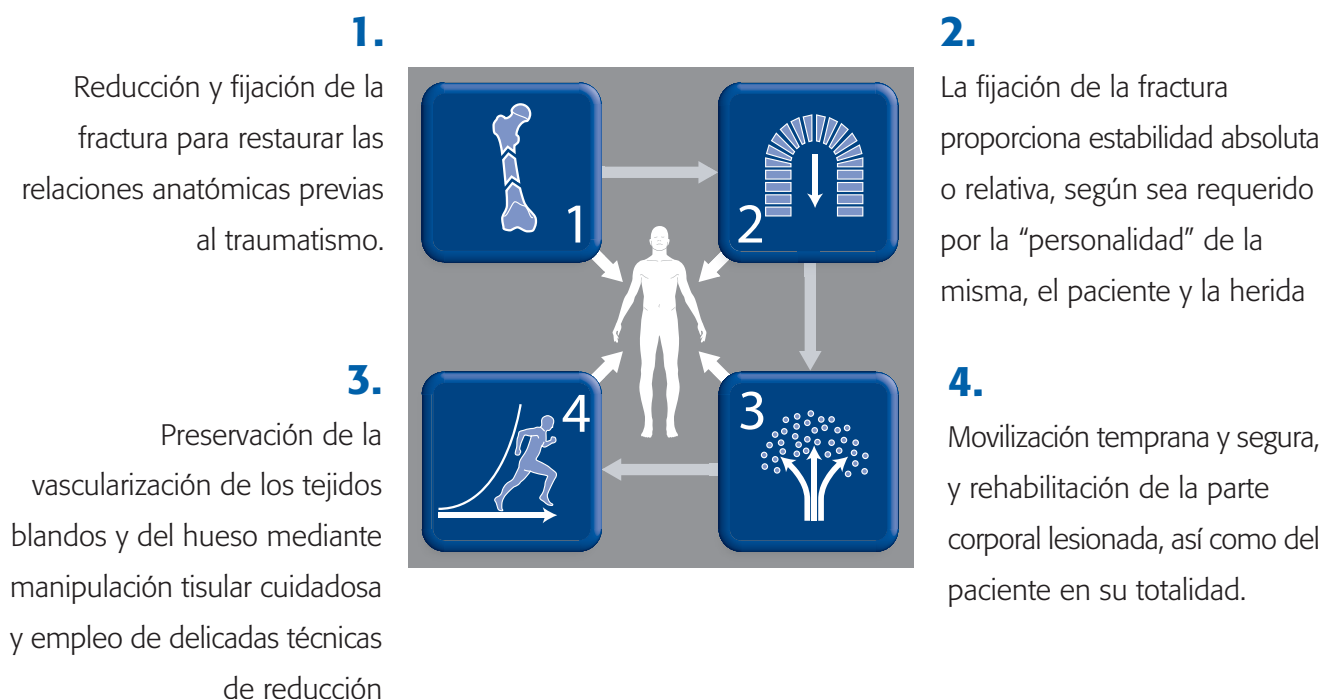 1.
Reducción y fijación de la
fractura para restaurar las
relaciones anatómicas previas
al traumatismo.
2.
La fijación de la fractura
proporciona estabilidad absoluta
o relativa, según sea requerido
por la “personalidad” de la
misma, el paciente y la herida
1
2
4
3
3.
Preservación de la
vascularización de los tejidos
blandos y del hueso mediante
manipulación tisular cuidadosa
y empleo de delicadas técnicas
de reducción
4.
Movilización temprana y segura,
y rehabilitación de la parte
corporal lesionada, así como del
paciente en su totalidad.